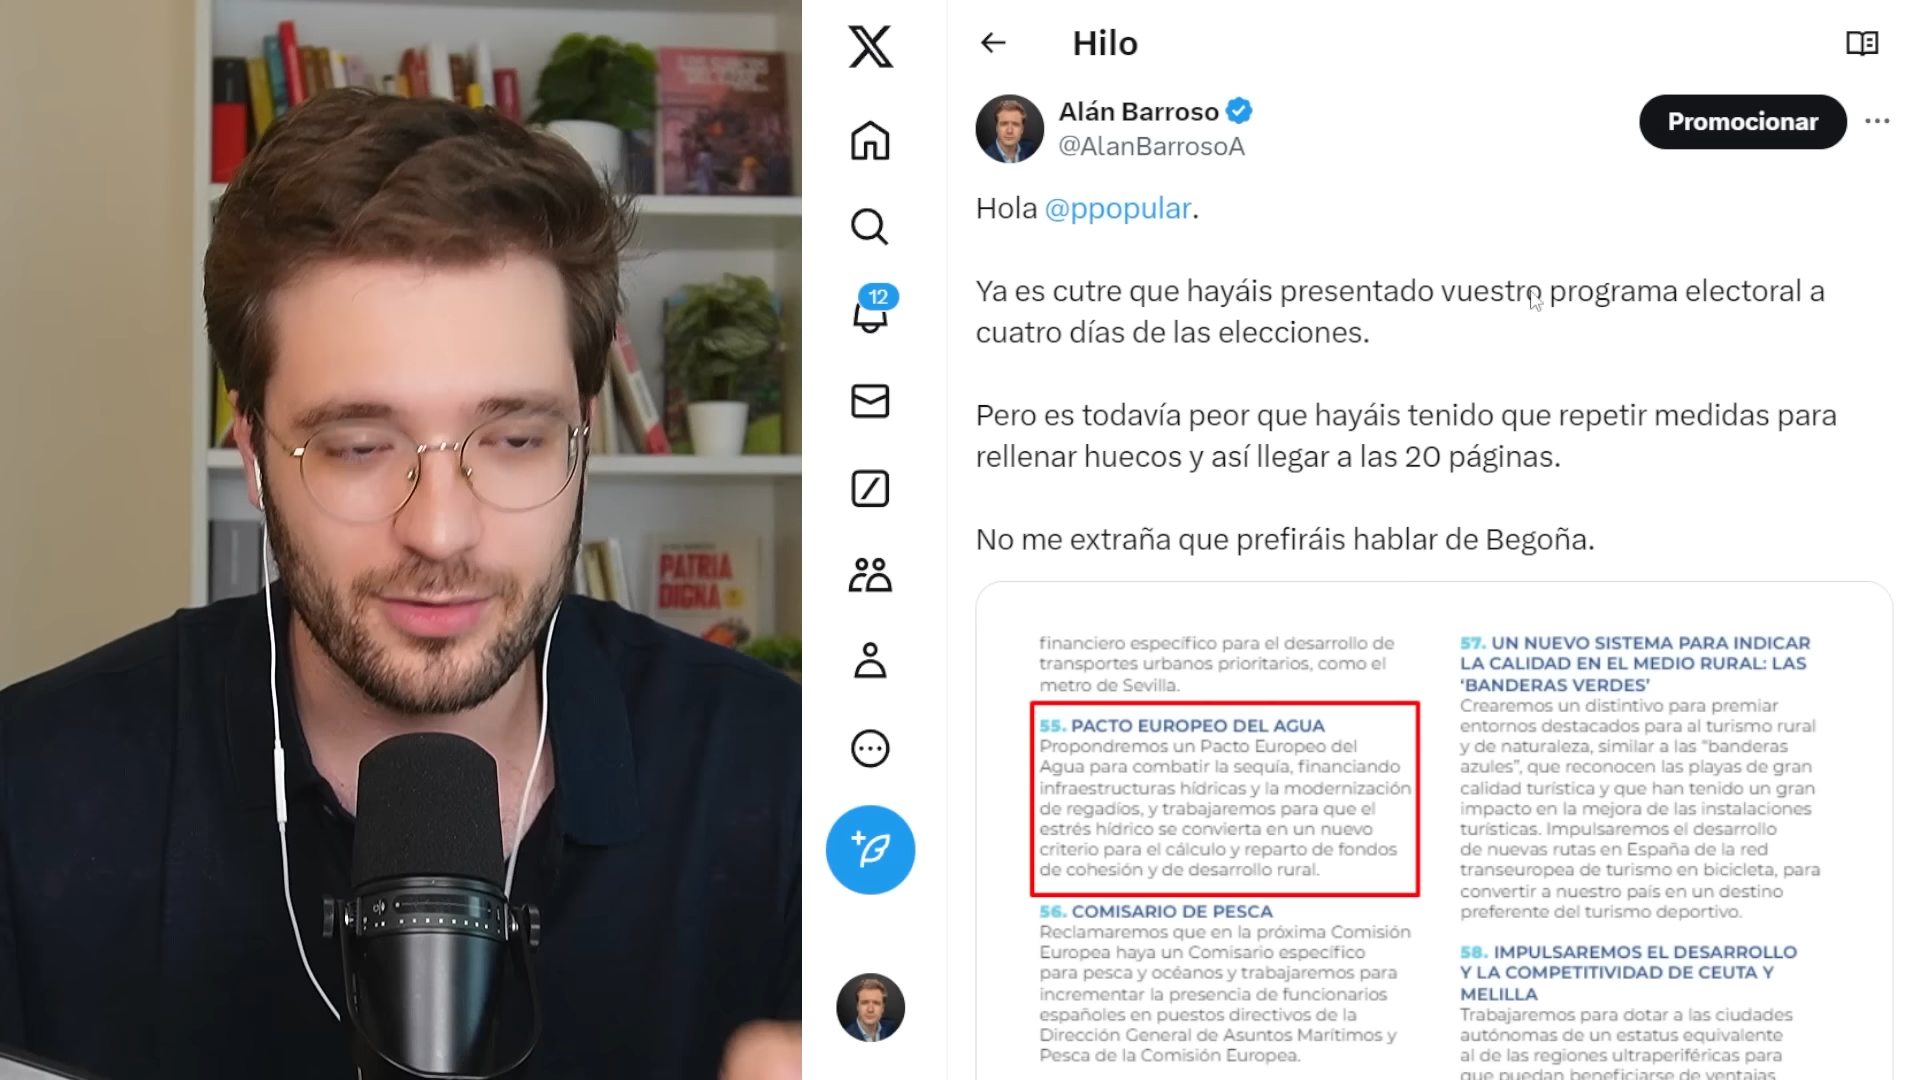 PATRIA
DIGNA
12
Hilo
Alán Barroso
@AlanBarrosoA
Promocionar
Hola @ppopular.
Ya es cutre que hayáis presentado vuestro programa electoral a
cuatro días de las elecciones.
Pero es todavía peor que hayáis tenido que repetir medidas para
rellenar huecos y así llegar a las 20 páginas.
No me extraña que prefiráis hablar de Begoña.
financiero específico para el desarrollo de
transportes urbanos prioritarios, como el
metro de Sevilla.
55. PACTO EUROPEO DEL AGUA
Propondremos un Pacto Europeo del
Agua para combatir la sequía, financiando
infraestructuras hídricas y la modernización
de regadíos, y trabajaremos para que el
estrés hídrico se convierta en un nuevo
criterio para el cálculo y reparto de fondos
de cohesión y de desarrollo rural.
56. COMISARIO DE PESCA
Reclamaremos que en la próxima Comisión
Europea haya un Comisario específico
para pesca y océanos y trabajaremos para
incrementar la presencia de funcionarios
españoles en puestos directivos de la
Dirección General de Asuntos Marítimos y
Pesca de la Comisión Europea.
57. UN NUEVO SISTEMA PARA INDICAR
LA CALIDAD EN EL MEDIO RURAL: LAS
‘BANDERAS VERDES’
Crearemos un distintivo para premiar
entornos destacados para al turismo rural
y de naturaleza, similar a las “banderas
azules”, que reconocen las playas de gran
calidad turística y que han tenido un gran
impacto en la mejora de las instalaciones
turísticas. Impulsaremos el desarrollo
de nuevas rutas en España de la red
transeuropea de turismo en bicicleta, para
convertir a nuestro país en un destino
preferente del turismo deportivo.
58. IMPULSAREMOS EL DESARROLLO
Y LA COMPETITIVIDAD DE CEUTA Y
MELILLA
Trabajaremos para dotar a las ciudades
autónomas de un estatus equivalente
al de las regiones ultraperiféricas para
que puedan beneficiarse de ventajas